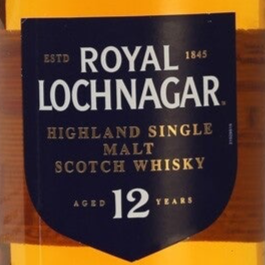 ESTD ROYAL 1845
LOCHNAGAR
HIGHLAND SINGLE
MALT
SCOTCH WHISKY
AGED 12 YEARS